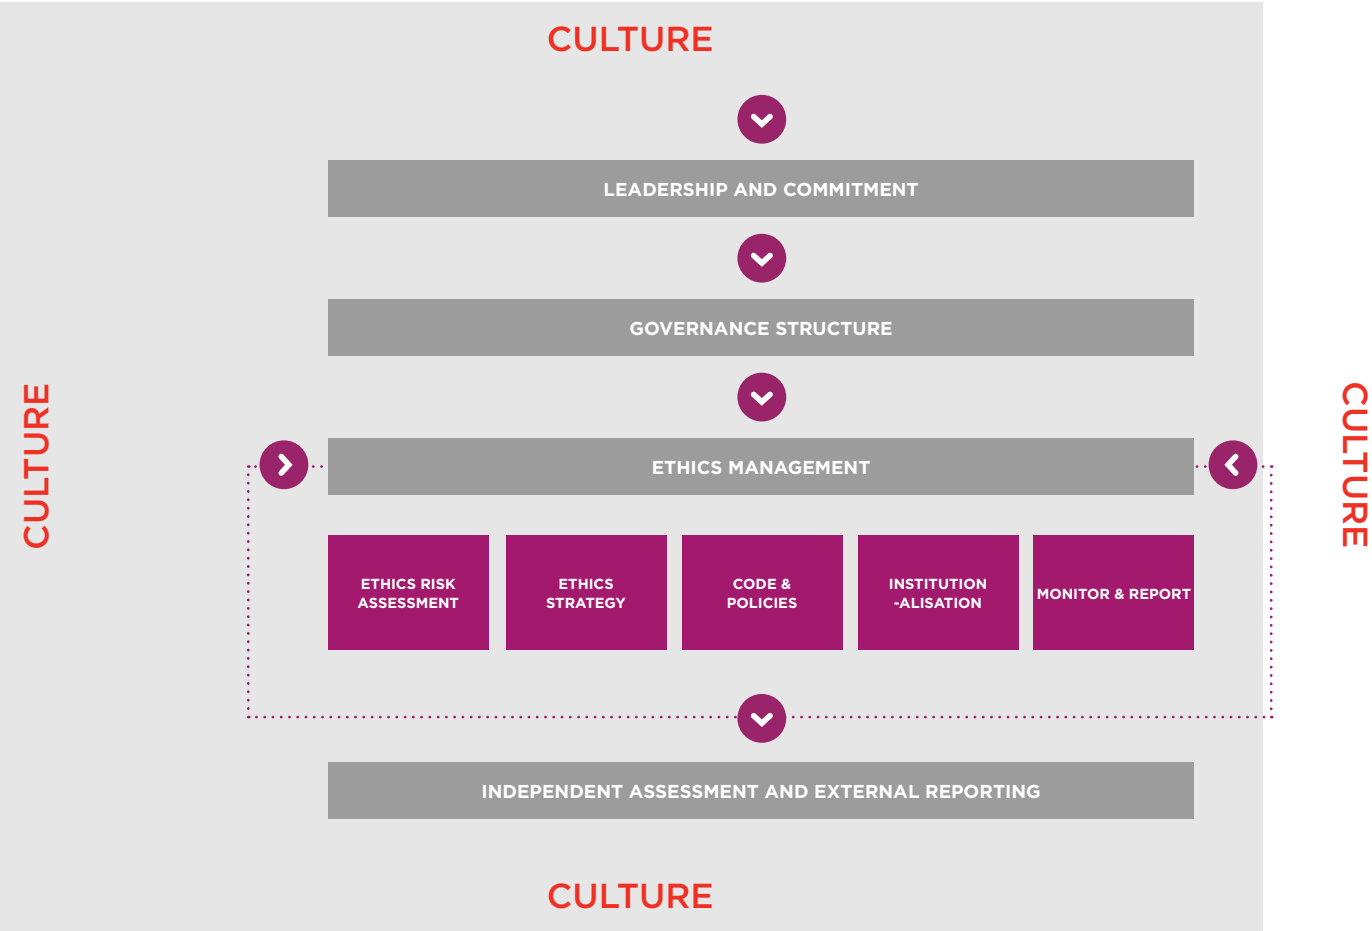 CULTURE
LEADERSHIP AND COMMITMENT
GOVERNANCE STRUCTURE
CULTURE
CULTURE
ETHICS MANAGEMENT
ETHICS RISK
ASSESSMENT
ETHICS
STRATEGY
CODE &
POLICIES
INSTITUTION
-ALISATION
MONITOR & REPORT
INDEPENDENT ASSESSMENT AND EXTERNAL REPORTING
CULTURE